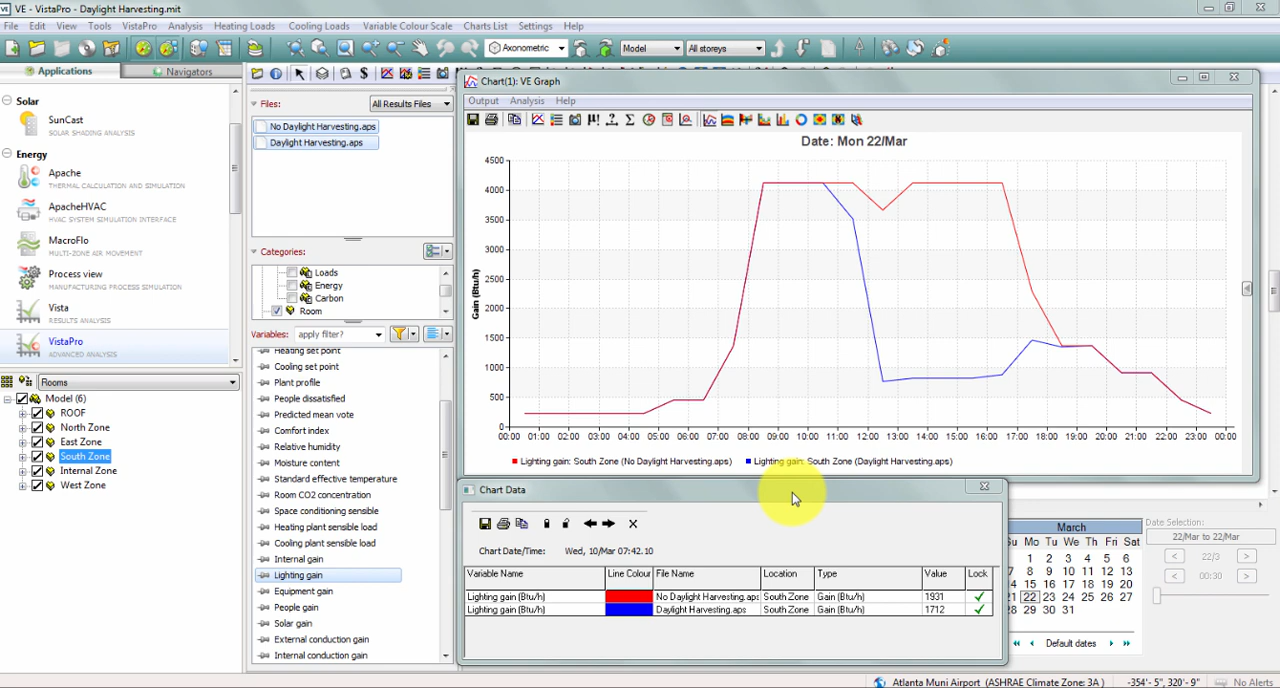 VE - VistaPro - Daylight Harvesting.mit
File Edit View Tools VistaPro Analysis Heating Loads Cooling Loads Variable Colour Scale Charts List Settings Help
Axonometric Model All storeys
Applications Navigators
Solar
SunCast
SOLAR SHADING ANALYSIS
Energy
Apache
THERMAL CALCULATION AND SIMULATION
ApacheHVAC
HVAC SYSTEM SIMULATION INTERFACE
MacroFlo
MULTI-ZONE AIR MOVEMENT
Process view
MANUFACTURING PROCESS SIMULATION
Vista
RESULTS ANALYSIS
VistaPro
ADVANCED ANALYSIS
Rooms
Model (6)
ROOF
North Zone
East Zone
South Zone
Internal Zone
West Zone
Files: All Results Files
No Daylight Harvesting.aps
Daylight Harvesting.aps
Categories:
Loads
Energy
Carbon
Room
Variables: apply filter?
Heating set point
Cooling set point
Plant profile
People dissatisfied
Predicted mean vote
Comfort index
Relative humidity
Moisture content
Standard effective temperature
Room CO2 concentration
Space conditioning sensible
Heating plant sensible load
Cooling plant sensible load
Internal gain
Lighting gain
Equipment gain
People gain
Solar gain
External conduction gain
Internal conduction gain
Chart(1): VE Graph
Output Analysis Help
Date: Mon 22/Mar
Gain (Btu/h)
4500
4000
3500
3000
2500
2000
1500
1000
500
0
00:00 01:00 02:00 03:00 04:00 05:00 06:00 07:00 08:00 09:00 10:00 11:00 12:00 13:00 14:00 15:00 16:00 17:00 18:00 19:00 20:00 21:00 22:00 23:00 00:00
Lighting gain: South Zone (No Daylight Harvesting.aps) Lighting gain: South Zone (Daylight Harvesting.aps)
Chart Data
Chart Date/Time: Wed, 10/Mar 07:42.10
Variable Name Line Colour File Name Location Type Value Lock
Lighting gain (Btu/h) No Daylight Harvesting.aps South Zone Gain (Btu/h) 1931
Lighting gain (Btu/h) Daylight Harvesting.aps South Zone Gain (Btu/h) 1712
March
Su Mo Tu We Th Fri Sat
1 2 3 4 5 6
7 8 9 10 11 12 13
14 15 16 17 18 19 20
21 22 23 24 25 26 27
28 29 30 31
Default dates
Date Selection:
22/Mar to 22/Mar
< 22/3 >
< 00:30 >
Atlanta Muni Airport (ASHRAE Climate Zone: 3A) -354'- 5", 320'- 9" No Alerts